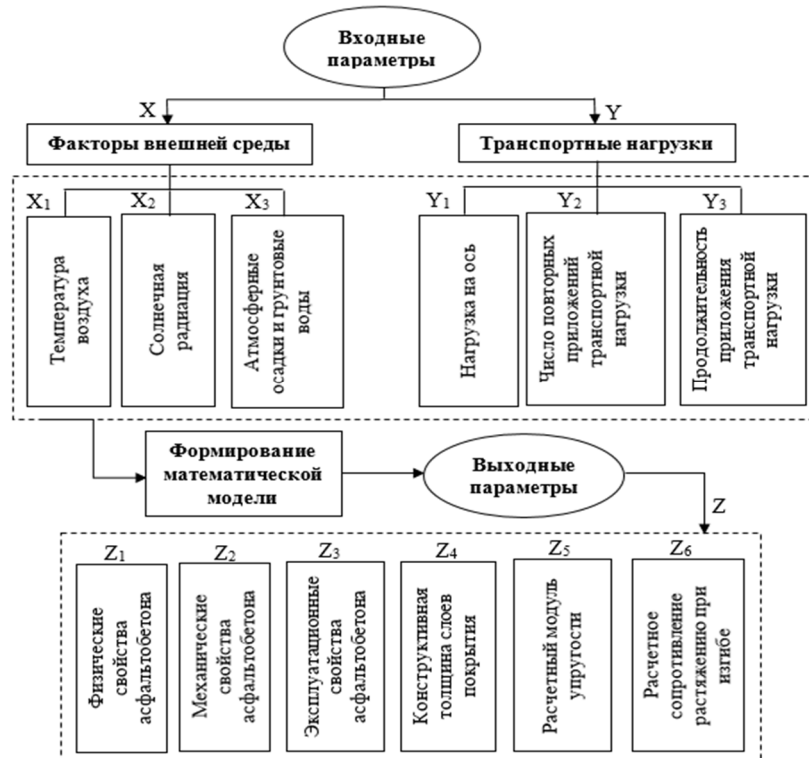 Входные
параметры
X
Y
Факторы внешней среды
Транспортные нагрузки
X1
X2
X3
Y1
Y2
Y3
Температура
воздуха
Солнечная
радиация
Атмосферные
осадки и грунтовые
воды
Нагрузка на ось
Число повторных
приложений
транспортной
нагрузки
Продолжительность
приложения
транспортной
нагрузки
Формирование
математической
модели
Выходные
параметры
Z
Z1
Z2
Z3
Z4
Z5
Z6
Физические
свойства
асфальтобетона
Механические
свойства
асфальтобетона
Эксплуатационные
свойства
асфальтобетона
Конструктивная
толщина слоев
покрытия
Расчетный модуль
упругости
Расчетное
сопротивление
растяжению при
изгибе